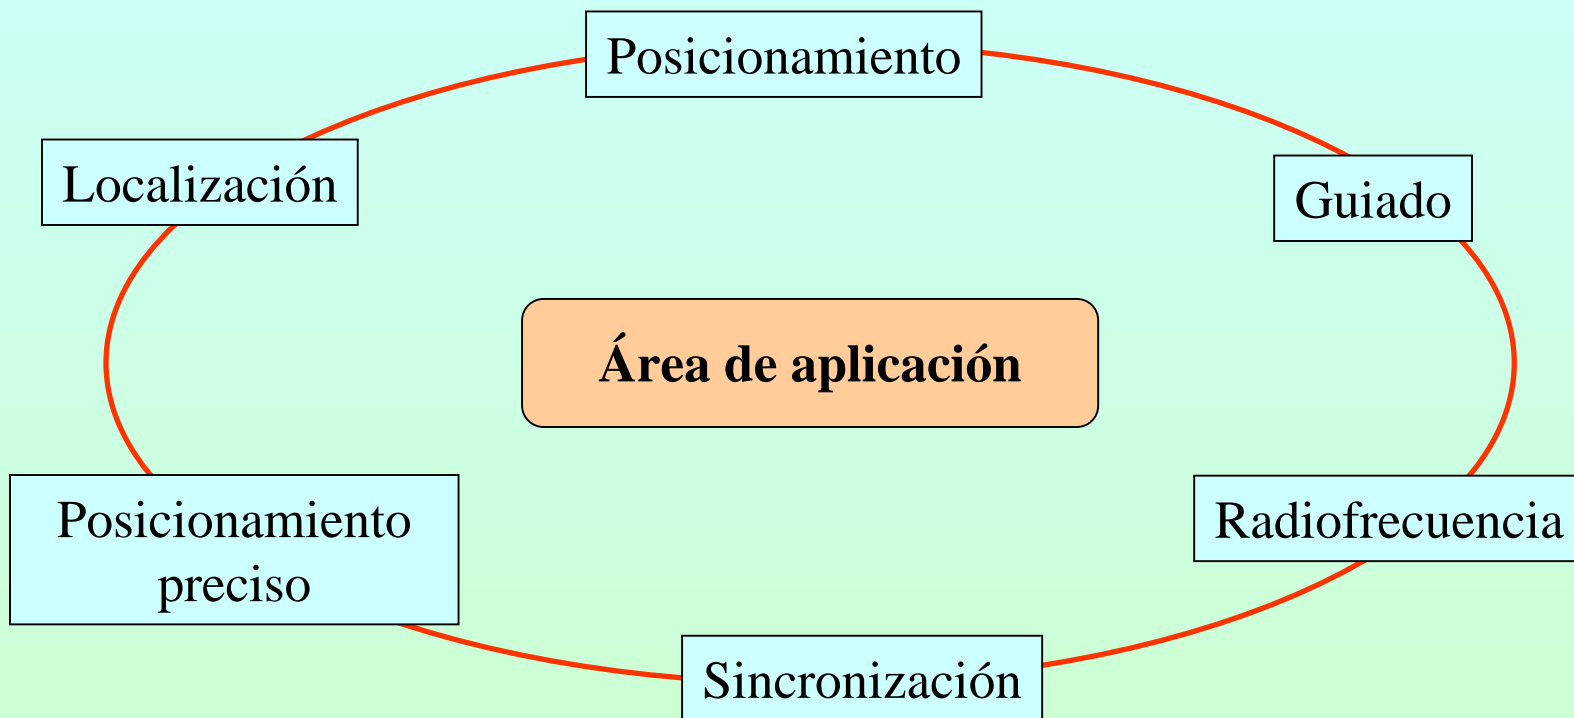 Posicionamiento
Localización
Guiado
Área de aplicación
Posicionamiento
preciso
Radiofrecuencia
Sincronización